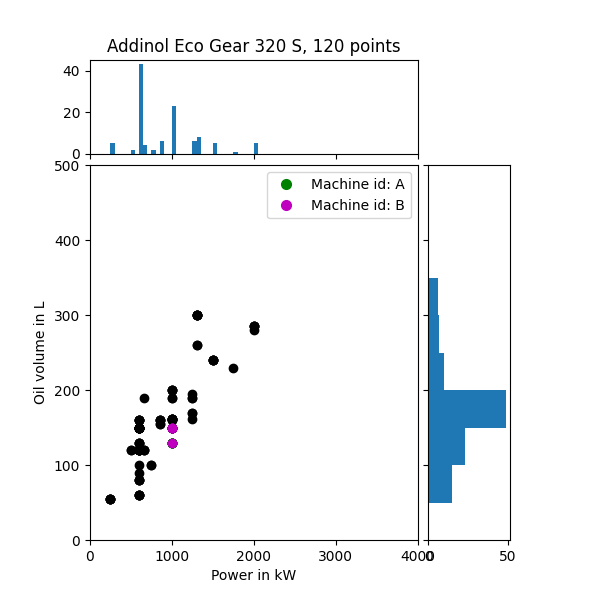 Addinol Eco Gear 320 S, 120 points
40
20
0
500
400
300
200
100
0
Oil volume in L
Machine id: A
Machine id: B
0 1000 2000 3000 4000
0 50
Power in kW